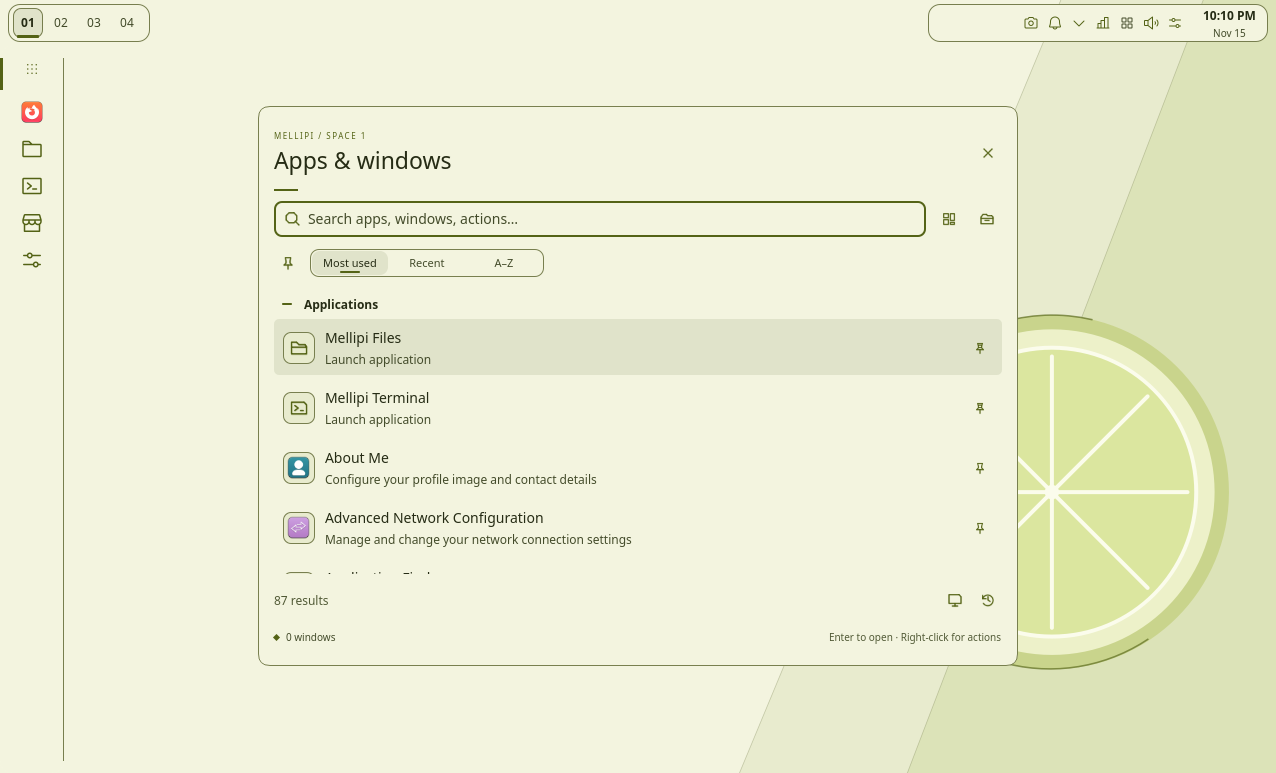 01 02 03 04
10:10 PM
Nov 15
MELLIPI / SPACE 1
Apps & windows
Search apps, windows, actions...
Most used Recent A–Z
Applications
Mellipi Files
Launch application
Mellipi Terminal
Launch application
About Me
Configure your profile image and contact details
Advanced Network Configuration
Manage and change your network connection settings
87 results
0 windows
Enter to open · Right-click for actions